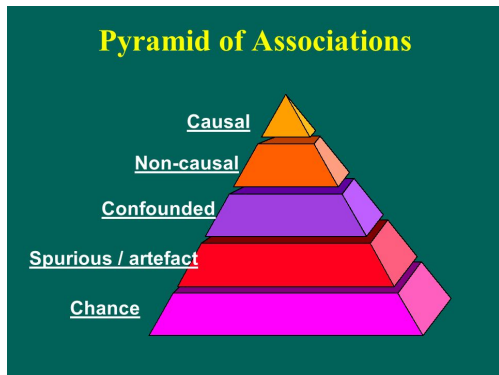 Pyramid of Associations
Causal
Non-causal
Confounded
Spurious / artefact
Chance